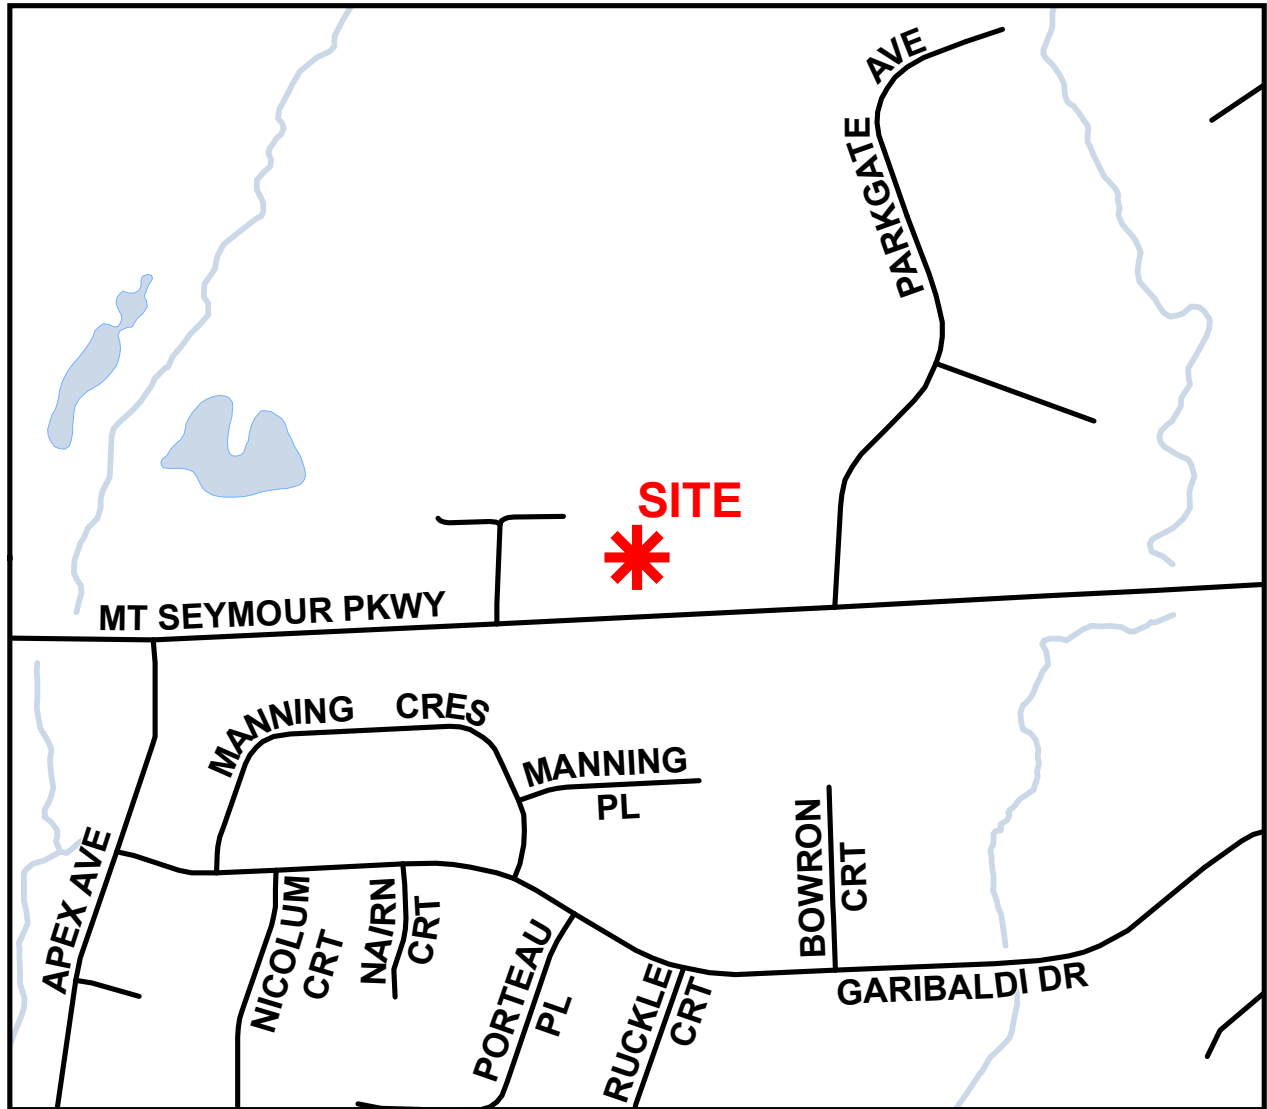 AVE
PARKGATE
SITE
MT SEYMOUR PKWY
MANNING CRES
MANNING
PL
BOWRON
CRT
APEX AVE
NICOLUM
CRT
NAIRN
CRT
PORTEAU
PL
RUCKLE
CRT
GARIBALDI DR